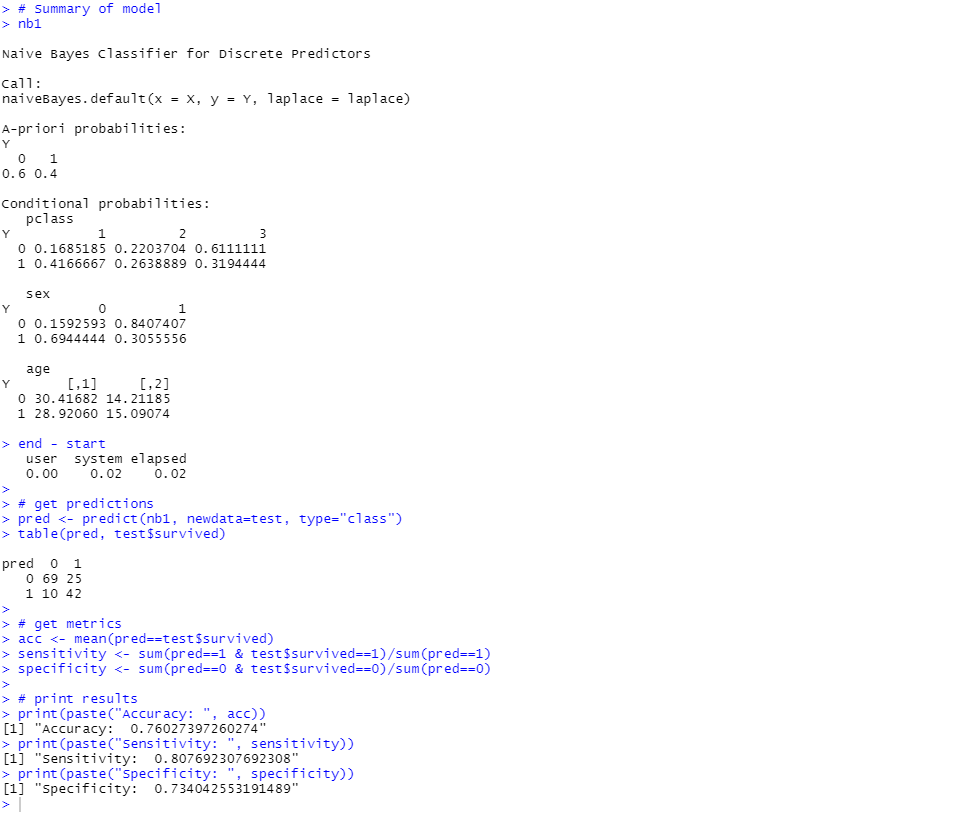 > # Summary of model
> nb1
Naive Bayes Classifier for Discrete Predictors
Call:
naiveBayes.default(x = X, y = Y, laplace = laplace)
A-priori probabilities:
Y
  0   1
0.6 0.4
Conditional probabilities:
   pclass
Y           1         2         3
  0 0.1685185 0.2203704 0.6111111
  1 0.4166667 0.2638889 0.3194444
   sex
Y           0         1
  0 0.1592593 0.8407407
  1 0.6944444 0.3055556
   age
Y       [,1]     [,2]
  0 30.41682 14.21185
  1 28.92060 15.09074
> end - start
   user  system elapsed
   0.00    0.02    0.02
>
> # get predictions
> pred <- predict(nb1, newdata=test, type="class")
> table(pred, test$survived)
pred  0  1
   0 69 25
   1 10 42
>
> # get metrics
> acc <- mean(pred==test$survived)
> sensitivity <- sum(pred==1 & test$survived==1)/sum(pred==1)
> specificity <- sum(pred==0 & test$survived==0)/sum(pred==0)
>
> # print results
> print(paste("Accuracy: ", acc))
[1] "Accuracy:  0.76027397260274"
> print(paste("Sensitivity: ", sensitivity))
[1] "Sensitivity:  0.807692307692308"
> print(paste("Specificity: ", specificity))
[1] "Specificity:  0.734042553191489"
>